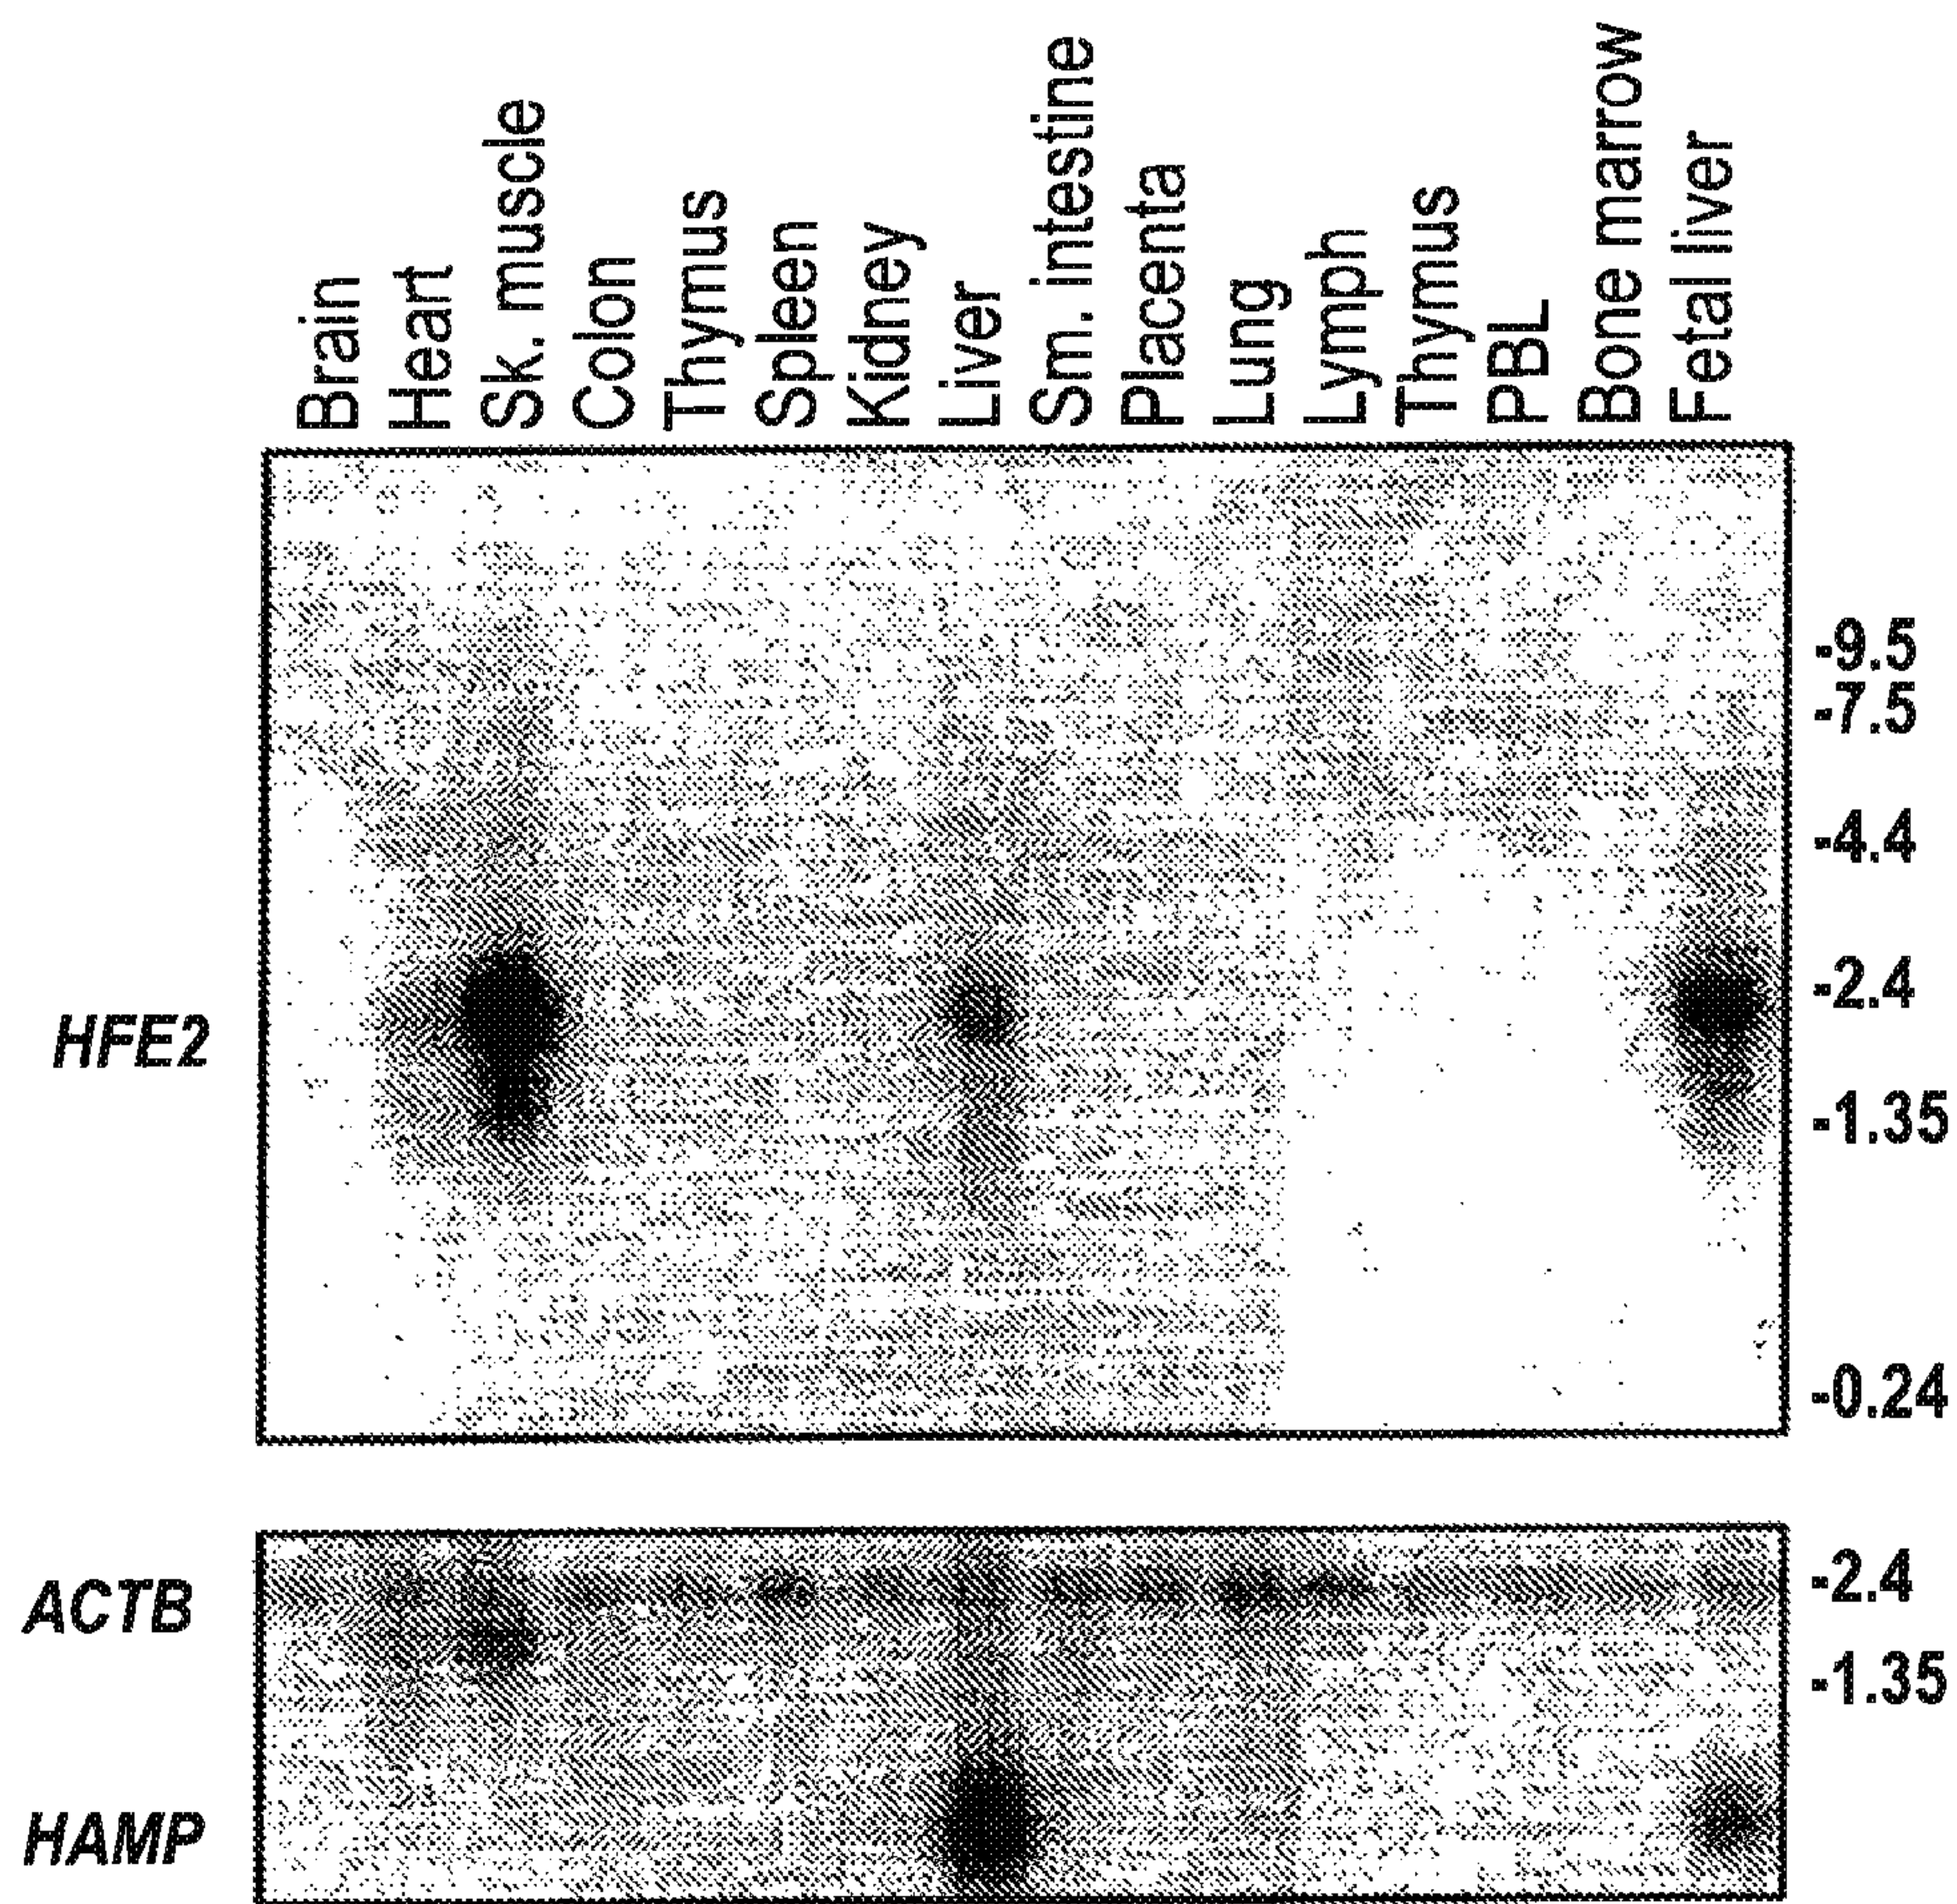 Brain
Heart
Sk. muscle
Colon
Thymus
Spleen
Kidney
Liver
Sm. intestine
Placenta
Lung
Lymph
Thymus
PBL
Bone marrow
Fetal liver
-9.5
-7.5
-4.4
-2.4
HFE2
-1.35
-0.24
ACTB
-2.4
-1.35
HAMP